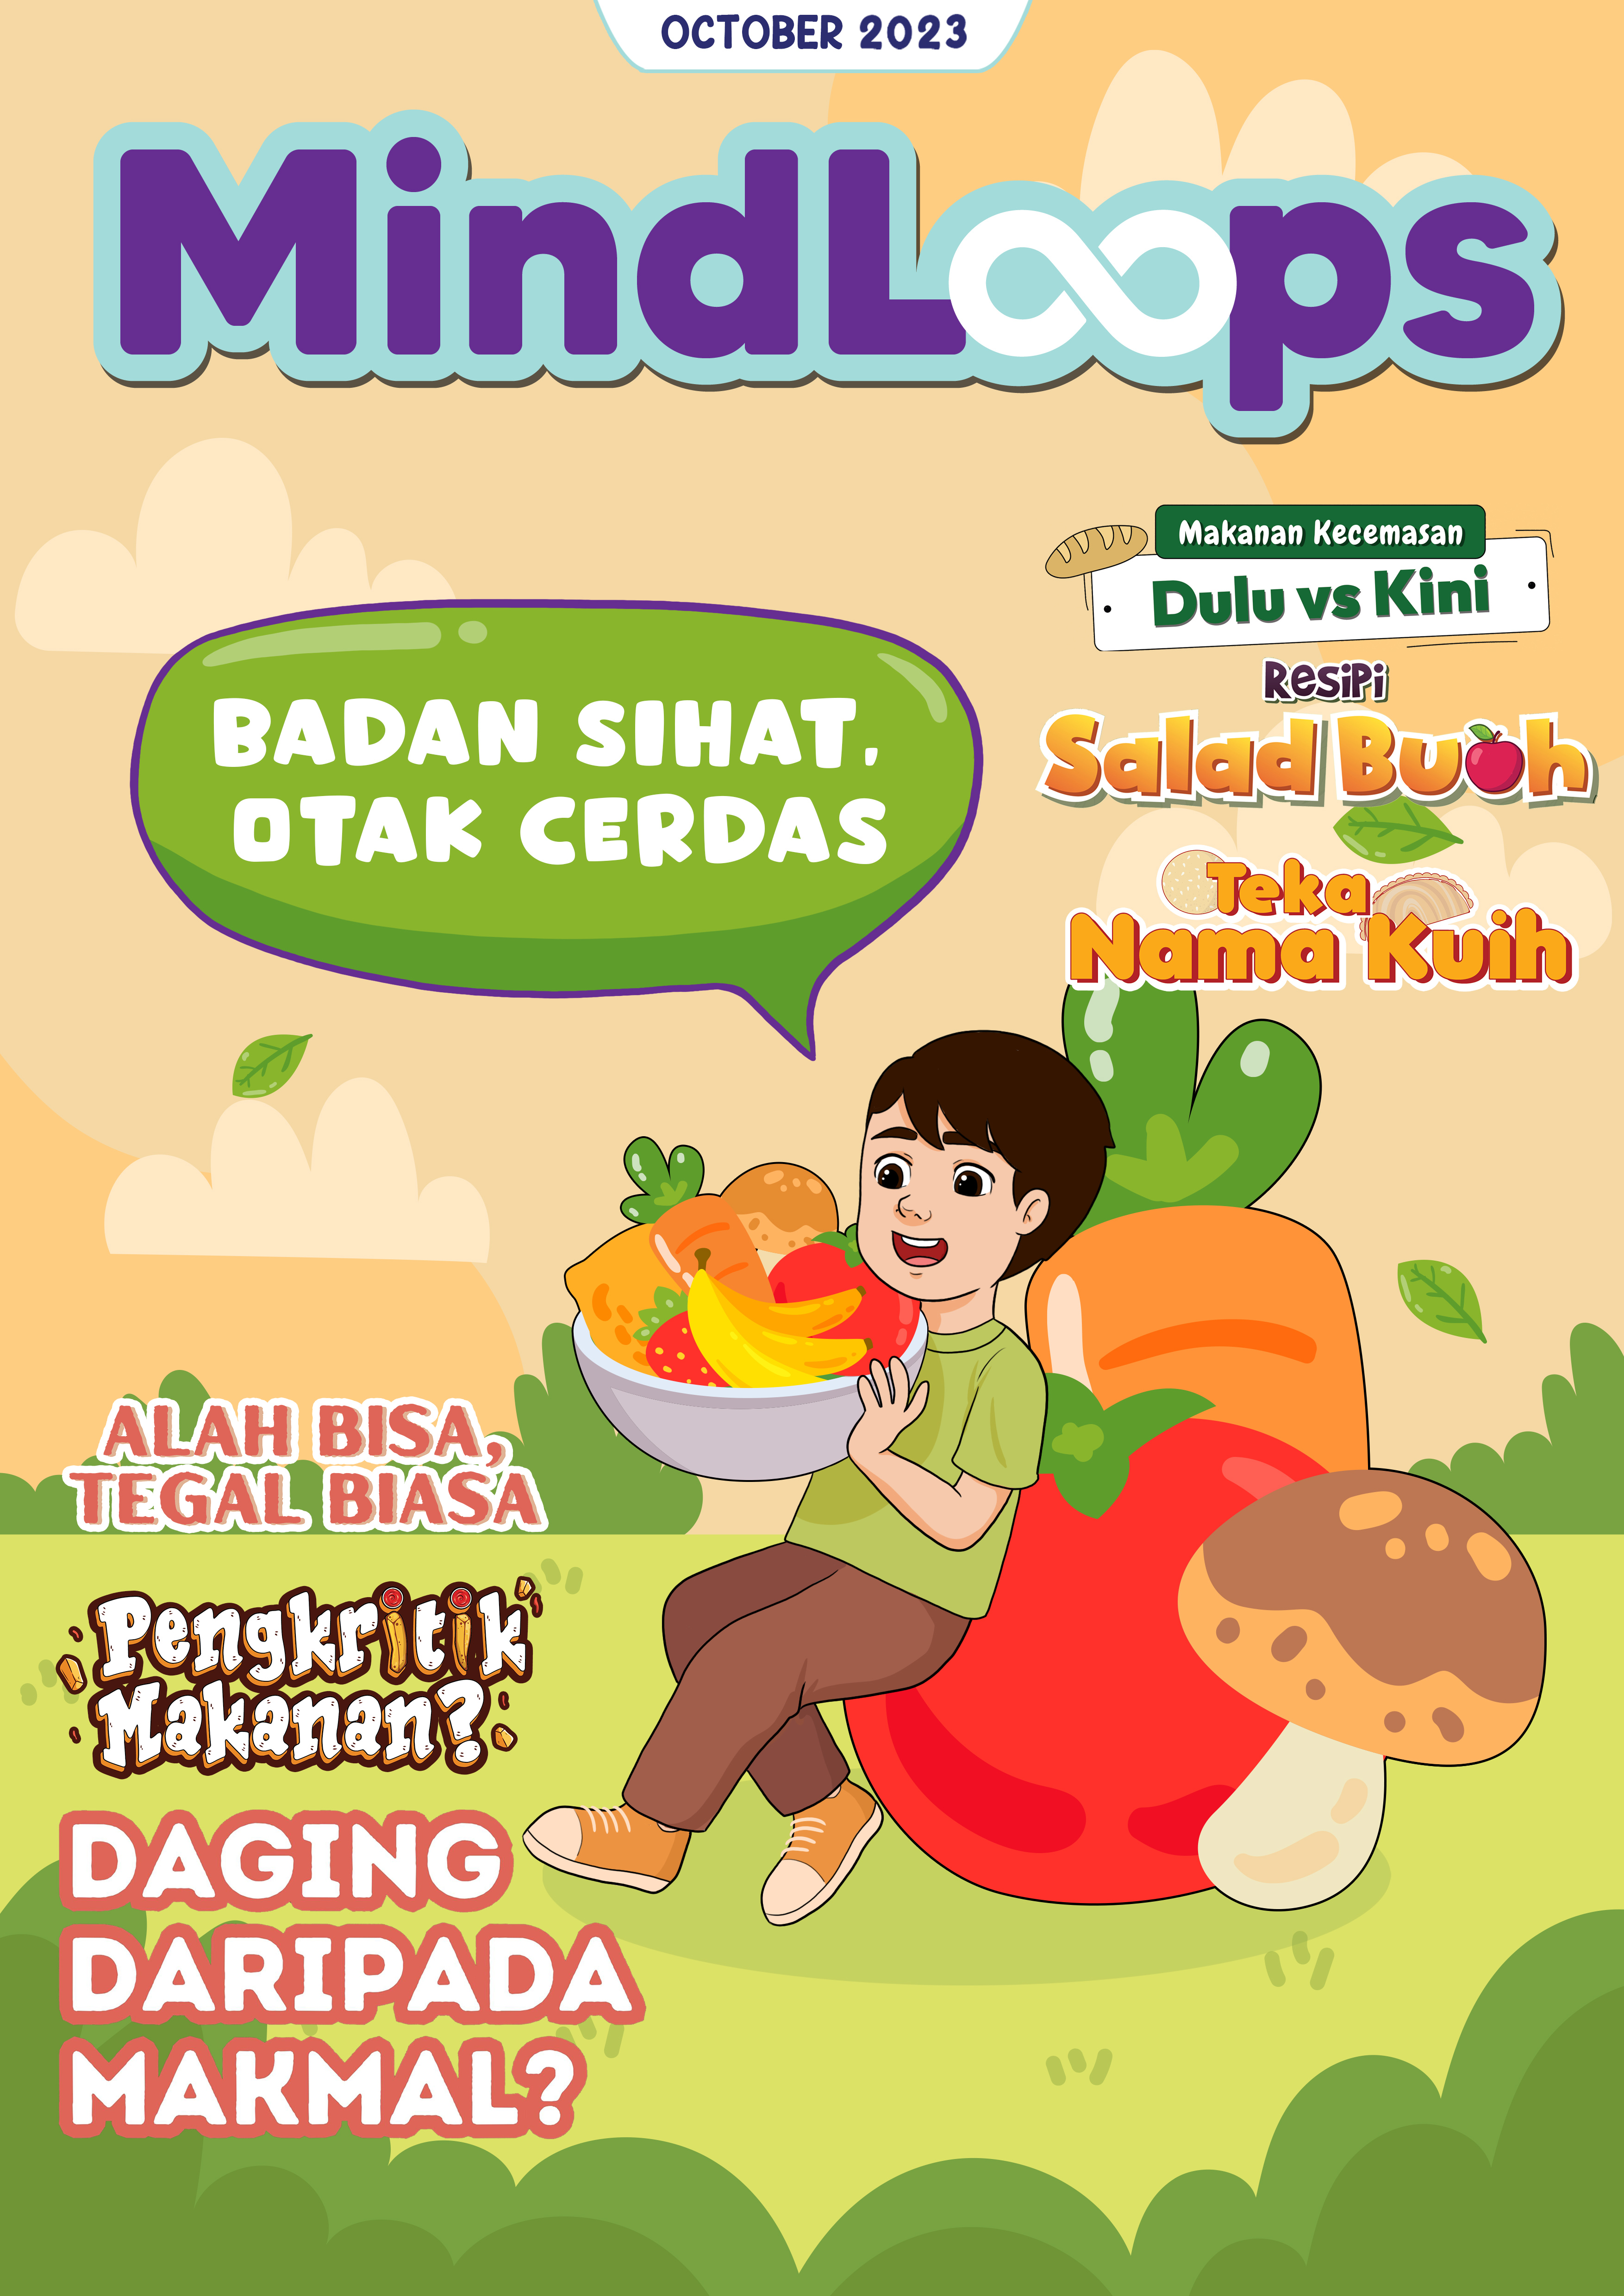 OCTOBER 2023
MindLoops
Makanan Kecemasan
Dulu vs Kini
Resipi
Salad Buah
Teka
Nama Kuih
BADAN SIHAT,
OTAK CERDAS
ALAH BISA,
TEGAL BIASA
Pengkritik
Makanan?
DAGING
DARIPADA
MAKMAL?